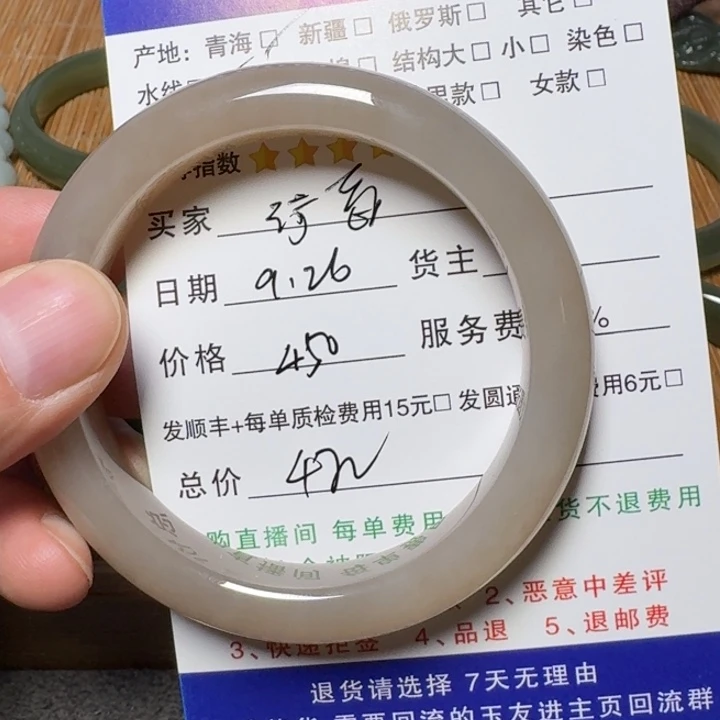 产地：青海□ 新疆□ 俄罗斯□ 其它□
水线 结构大□ 小□ 染色□
男款□ 女款□
指数
买家
日期 9.26 货主
价格 450 服务费 %
发顺丰+每单质检费用15元□ 发圆通 费用6元□
总价
购直播间 每单费用 货不退费用
2、恶意中差评
3、快递拒签 4、品退 5、退邮费
退货请选择 7天无理由
需要回流的玉友进主页回流群